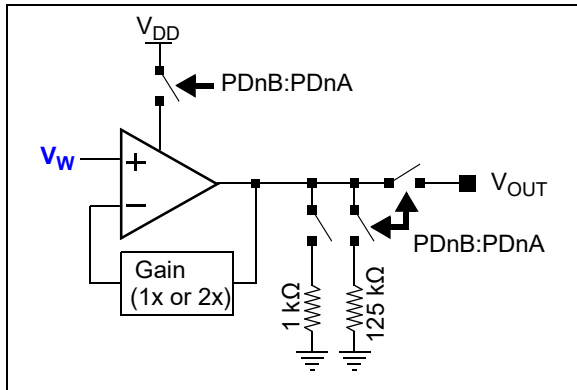 VDD
PDnB:PDnA
VW
+
–
VOUT
PDnB:PDnA
Gain
(1x or 2x)
1 kΩ
125 kΩ